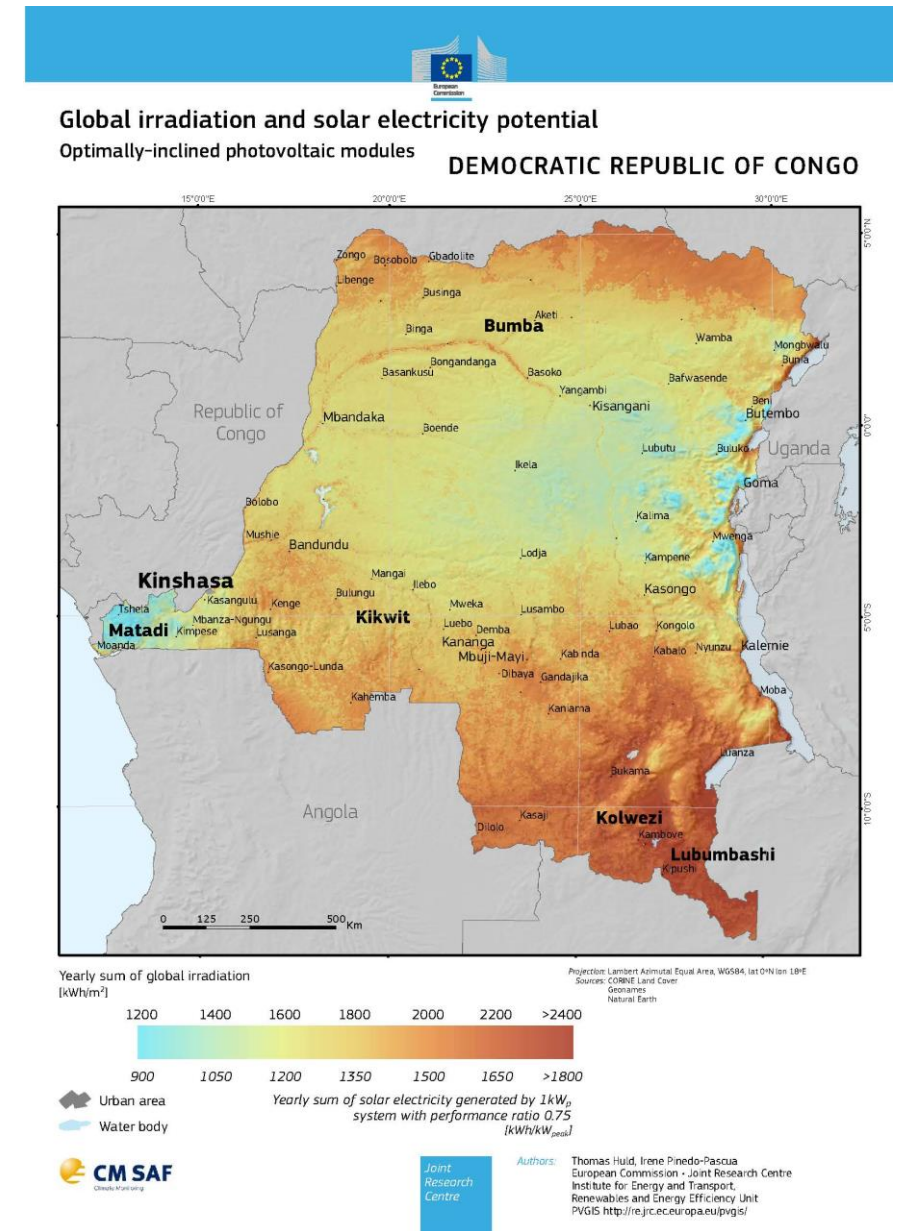 European
Commission
Global irradiation and solar electricity potential
Optimally-inclined photovoltaic modules
DEMOCRATIC REPUBLIC OF CONGO
15°0'0"E 20°0'0"E 25°0'0"E 30°0'0"E
5°0'0"N
Zongo
Bosobolo
Gbadolite
Libenge
Businga
Aketi
Binga
Bumba
Wamba
Mongbwalu
Bunia
Bongandanga
Basankusu
Basoko
Bafwasende
Yangambi
Kisangani
Beni
Butembo
Republic of
Congo
Mbandaka
Boende
0°0'0"
Lubutu
Buluko
Uganda
Ikela
Goma
Bolobo
Kalima
Mushie
Bandundu
Mwenga
Lodja
Kampene
Kinshasa
Mangai
Ilebo
Kasongo
Kasangulu
Kenge
Bulungu
Tshela
Mweka
Lusambo
Matadi
Mbanza-Ngungu
Kikwit
Kimpese
Lusanga
Luebo
Demba
Lubao
Kongolo
5°0'0"S
Moanda
Kananga
Mbuji-Mayi
Kabinda
Kabalo
Nyunzu
Kalemie
Kasongo-Lunda
Dibaya
Gandajika
Kahemba
Kaniama
Moba
Luanza
Bukama
Angola
Kolwezi
10°0'0"S
Dilolo
Kasaji
Kambove
Lubumbashi
Kipushi
0 125 250 500 Km
Yearly sum of global irradiation
[kWh/m²]
Projection: Lambert Azimutal Equal Area, WGS84, lat 0°N lon 18°E
Sources: CORINE Land Cover
Geonames
Natural Earth
1200 1400 1600 1800 2000 2200 >2400
900 1050 1200 1350 1500 1650 >1800
Urban area
Water body
Yearly sum of solar electricity generated by 1kWp
system with performance ratio 0.75
[kWh/kWpeak]
CM SAF
Climate Monitoring
Joint
Research
Centre
Authors: Thomas Huld, Irene Pinedo-Pascua
European Commission · Joint Research Centre
Institute for Energy and Transport,
Renewables and Energy Efficiency Unit
PVGIS http://re.jrc.ec.europa.eu/pvgis/